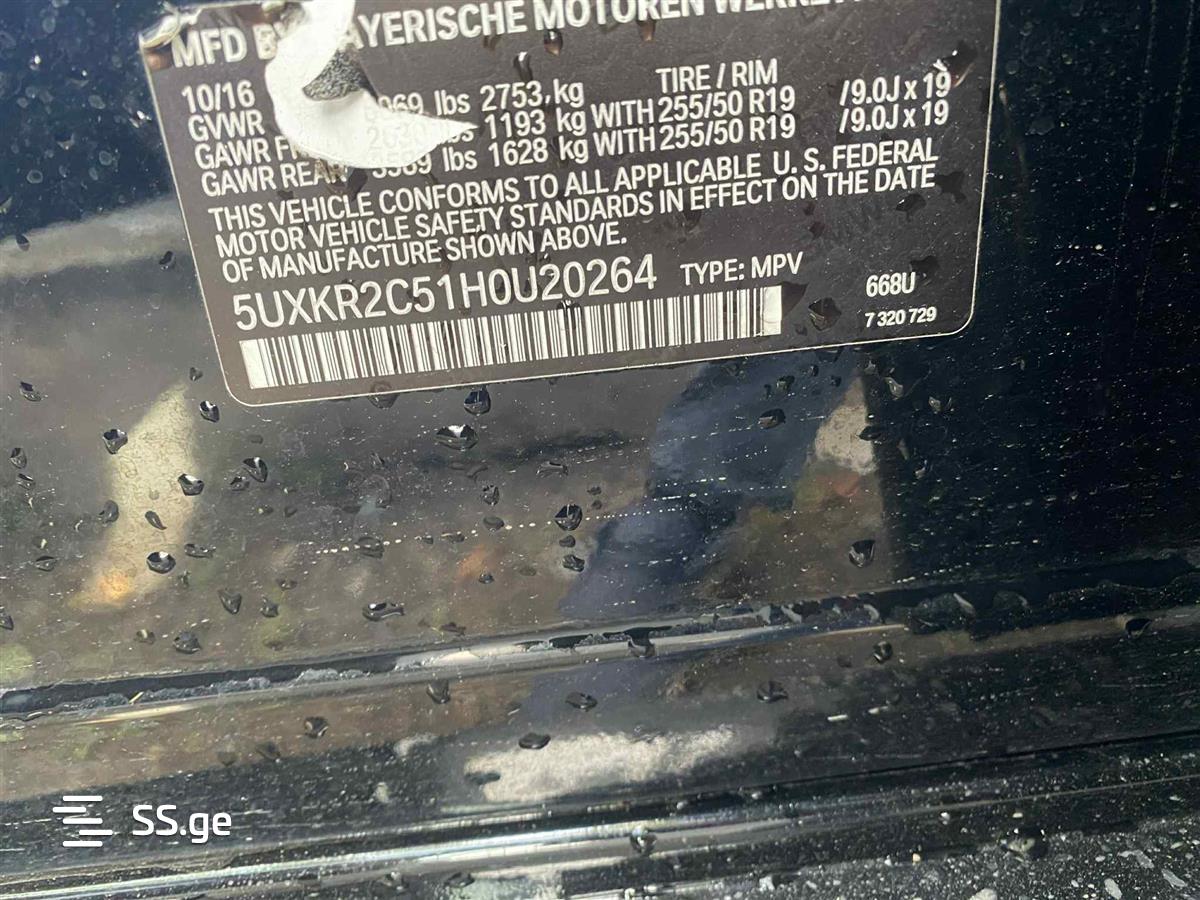 MFD BY BAYERISCHE MOTOREN
10/16 TIRE / RIM
GVWR lbs 2753 kg
GAWR lbs 1193 kg WITH 255/50 R19 /9.0J x 19
GAWR REAR lbs 1628 kg WITH 255/50 R19 /9.0J x 19
THIS VEHICLE CONFORMS TO ALL APPLICABLE U. S. FEDERAL
MOTOR VEHICLE SAFETY STANDARDS IN EFFECT ON THE DATE
OF MANUFACTURE SHOWN ABOVE.
5UXKR2C51H0U20264 TYPE: MPV 668U
7 320 729
SS.ge